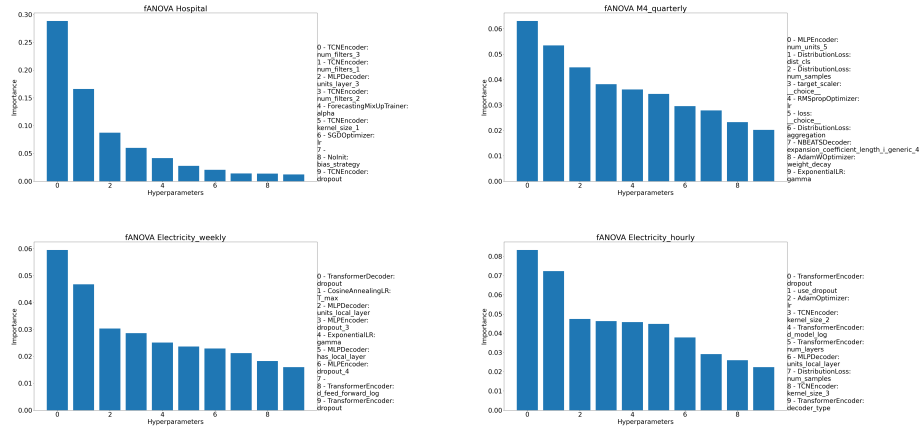 fANOVA Hospital
0.30
0.25
0.20
0.15
0.10
0.05
0.00
Importance
0 2 4 6 8
Hyperparameters
0 - TCNEncoder:
num_filters_3
1 - TCNEncoder:
num_filters_1
2 - MLPDecoder:
units_layer_3
3 - TCNEncoder:
num_filters_2
4 - ForecastingMixUpTrainer:
alpha
5 - TCNEncoder:
kernel_size_1
6 - SGDOptimizer:
lr
7 -
8 - NoInit:
bias_strategy
9 - TCNEncoder:
dropout
fANOVA M4_quarterly
0.06
0.05
0.04
0.03
0.02
0.01
0.00
Importance
0 2 4 6 8
Hyperparameters
0 - MLPEncoder:
num_units_5
1 - DistributionLoss:
dist_cls
2 - DistributionLoss:
num_samples
3 - target_scaler:
__choice__
4 - RMSpropOptimizer:
lr
5 - loss:
__choice__
6 - DistributionLoss:
aggregation
7 - NBEATSDecoder:
expansion_coefficient_length_i_generic_4
8 - AdamWOptimizer:
weight_decay
9 - ExponentialLR:
gamma
fANOVA Electricity_weekly
0.06
0.05
0.04
0.03
0.02
0.01
0.00
Importance
0 2 4 6 8
Hyperparameters
0 - TransformerDecoder:
dropout
1 - CosineAnnealingLR:
T_max
2 - MLPDecoder:
units_local_layer
3 - MLPEncoder:
dropout_3
4 - ExponentialLR:
gamma
5 - MLPDecoder:
has_local_layer
6 - MLPEncoder:
dropout_4
7 -
8 - TransformerEncoder:
d_feed_forward_log
9 - TransformerEncoder:
dropout
fANOVA Electricity_hourly
0.08
0.07
0.06
0.05
0.04
0.03
0.02
0.01
0.00
Importance
0 2 4 6 8
Hyperparameters
0 - TransformerEncoder:
dropout
1 - use_dropout
2 - AdamOptimizer:
lr
3 - TCNEncoder:
kernel_size_2
4 - TransformerEncoder:
d_model_log
5 - TransformerEncoder:
num_layers
6 - MLPDecoder:
units_local_layer
7 - DistributionLoss:
num_samples
8 - TCNEncoder:
kernel_size_3
9 - TransformerEncoder:
decoder_type